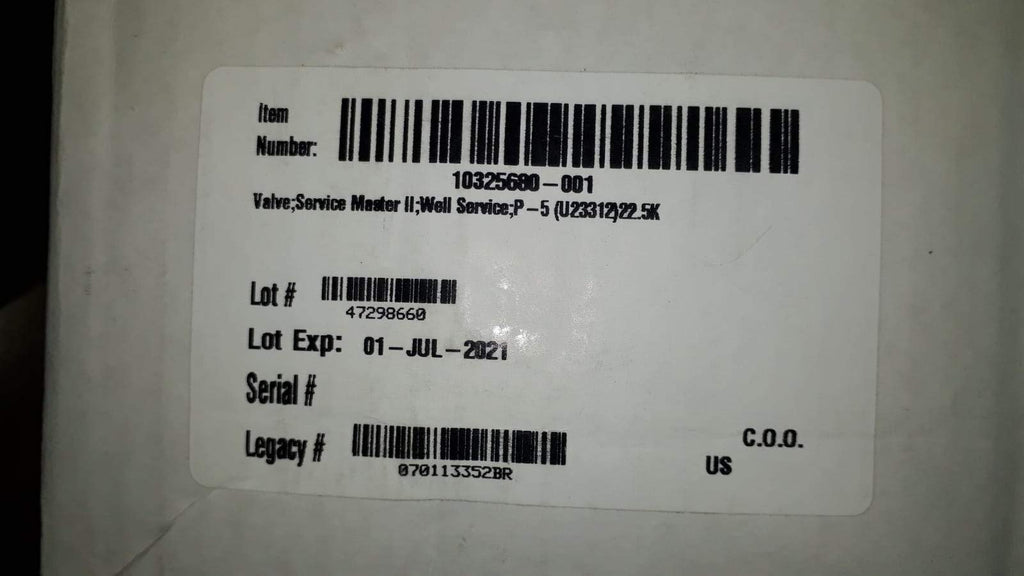 Item
Number:
10325680-001
Valve;Service Master II;Well Service;P-5 (U23312)22.5K
Lot #
47298660
Lot Exp: 01-JUL-2021
Serial #
Legacy #
070113352BR
C.O.O.
US